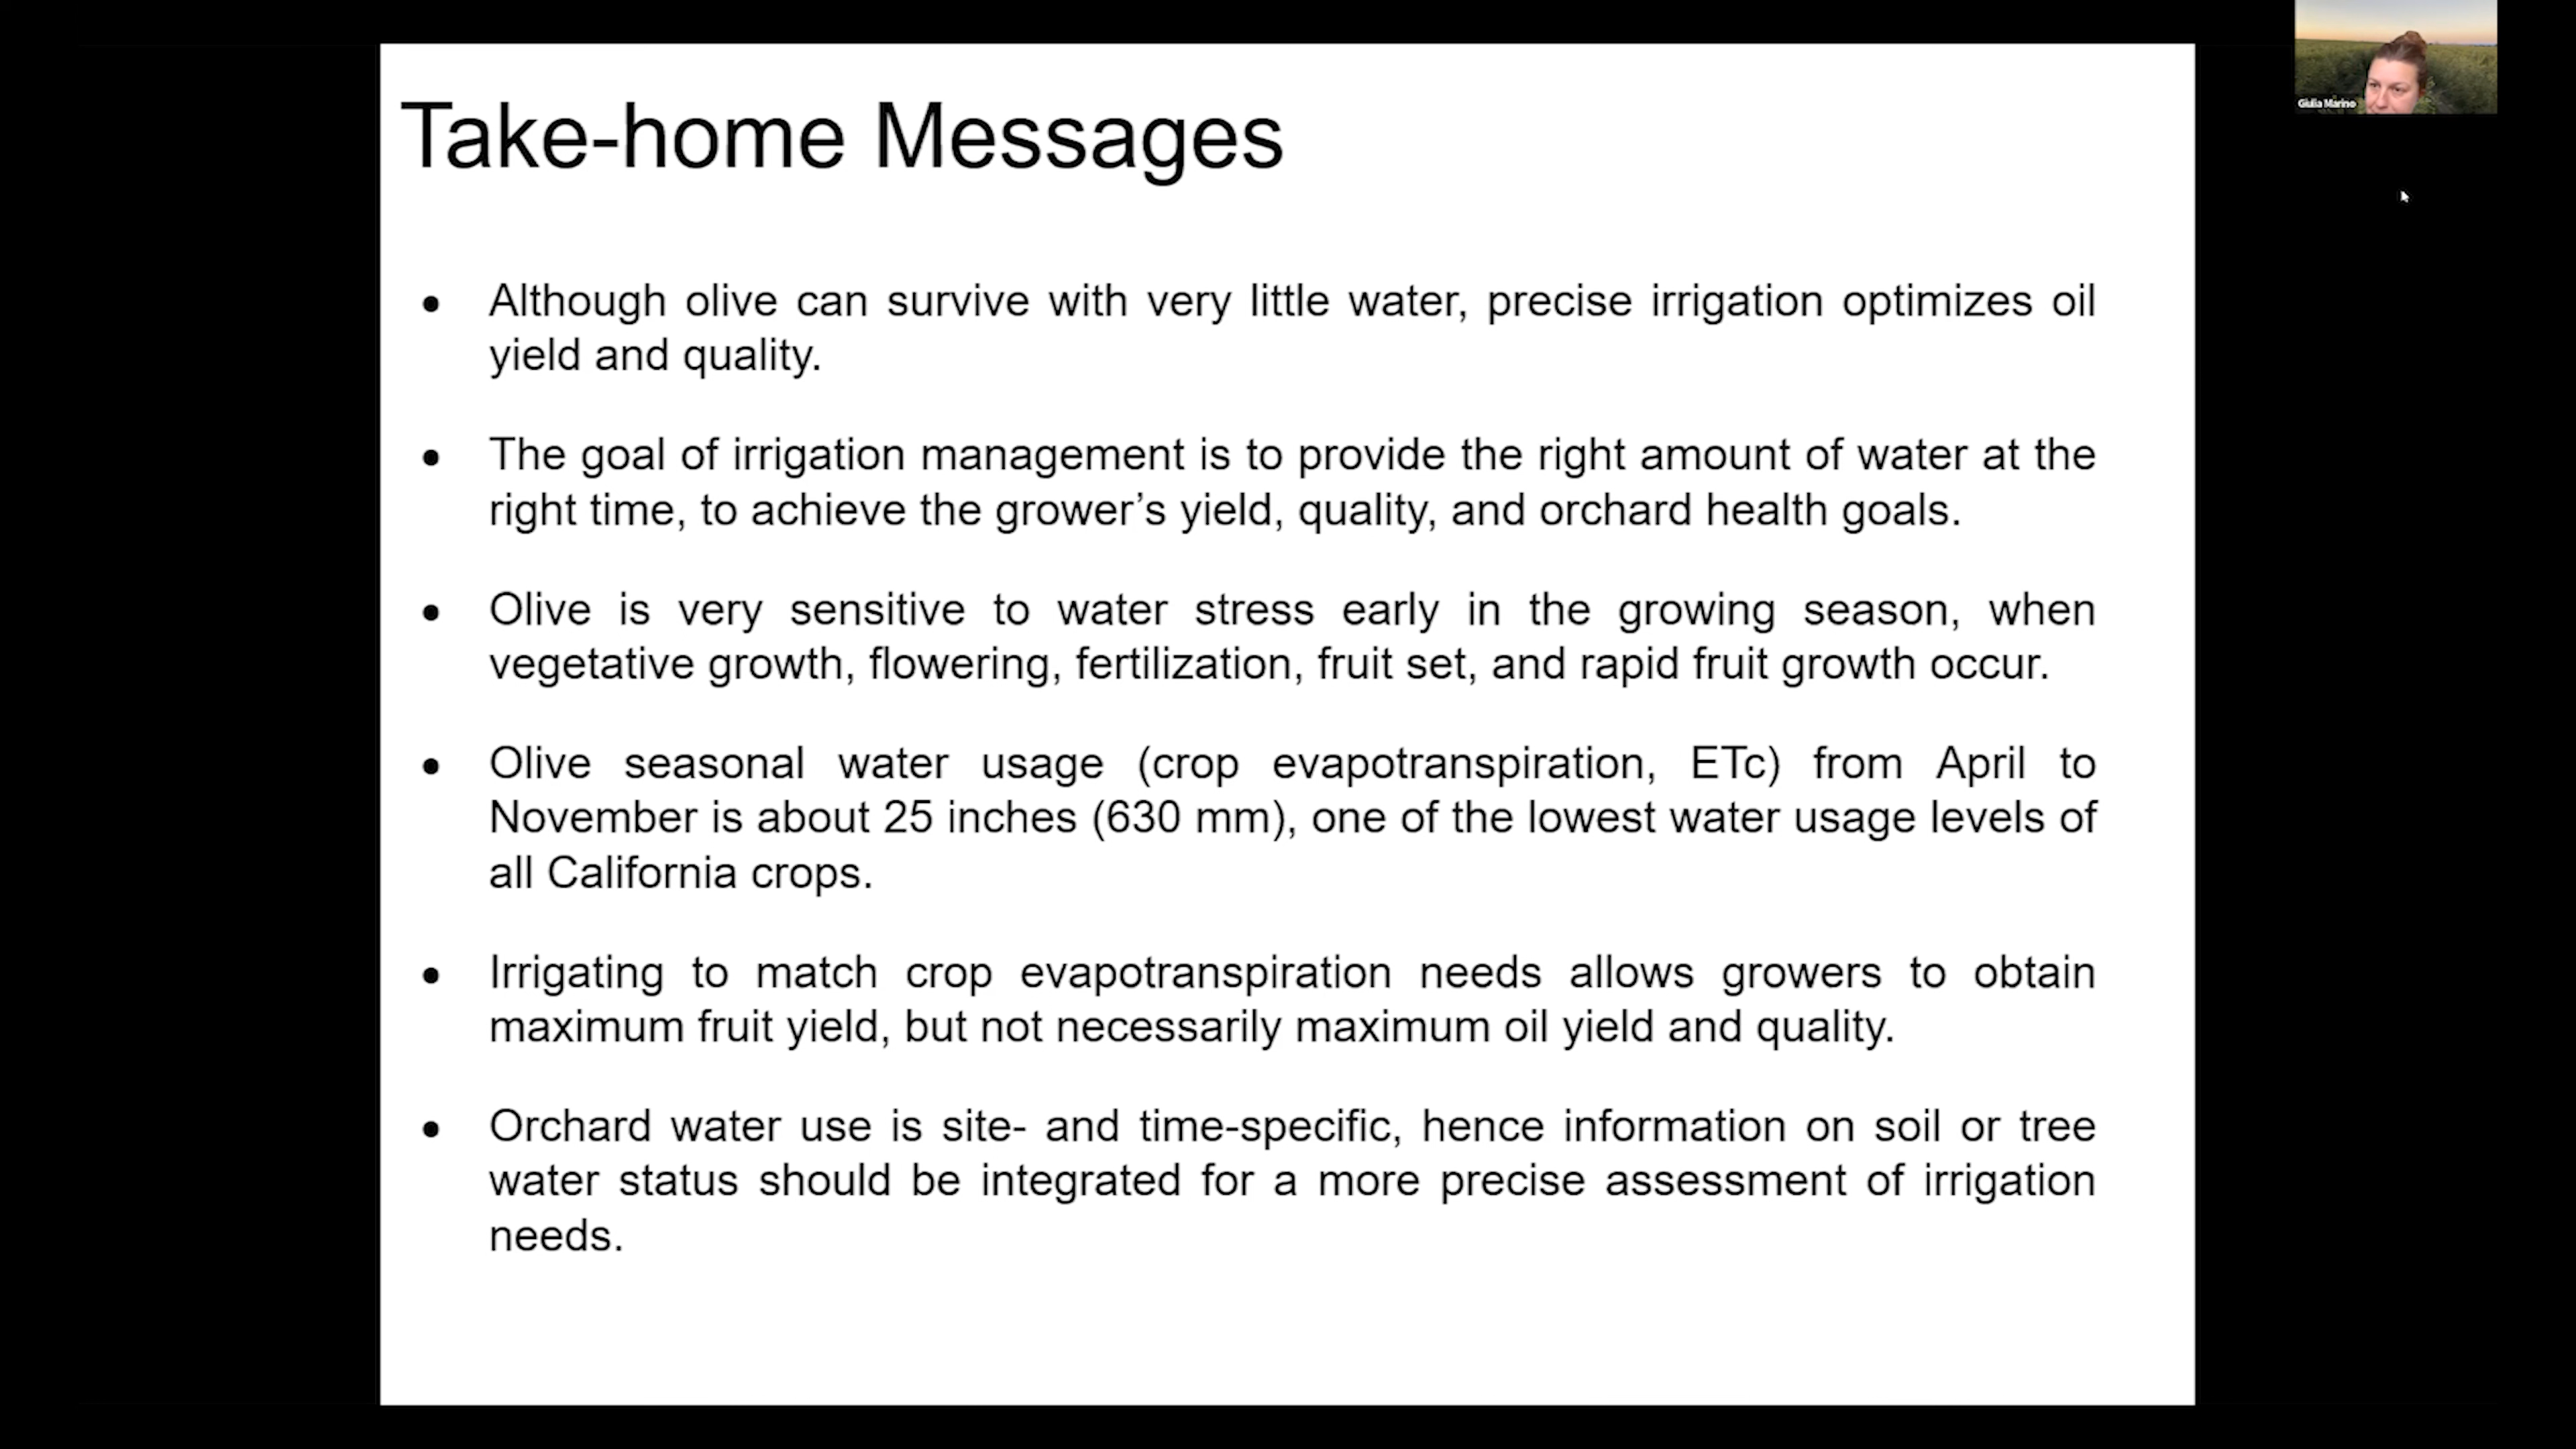 Giulia Marino
Take-home Messages
• Although olive can survive with very little water, precise irrigation optimizes oil
yield and quality.
• The goal of irrigation management is to provide the right amount of water at the
right time, to achieve the grower’s yield, quality, and orchard health goals.
• Olive is very sensitive to water stress early in the growing season, when
vegetative growth, flowering, fertilization, fruit set, and rapid fruit growth occur.
• Olive seasonal water usage (crop evapotranspiration, ETc) from April to
November is about 25 inches (630 mm), one of the lowest water usage levels of
all California crops.
• Irrigating to match crop evapotranspiration needs allows growers to obtain
maximum fruit yield, but not necessarily maximum oil yield and quality.
• Orchard water use is site- and time-specific, hence information on soil or tree
water status should be integrated for a more precise assessment of irrigation
needs.